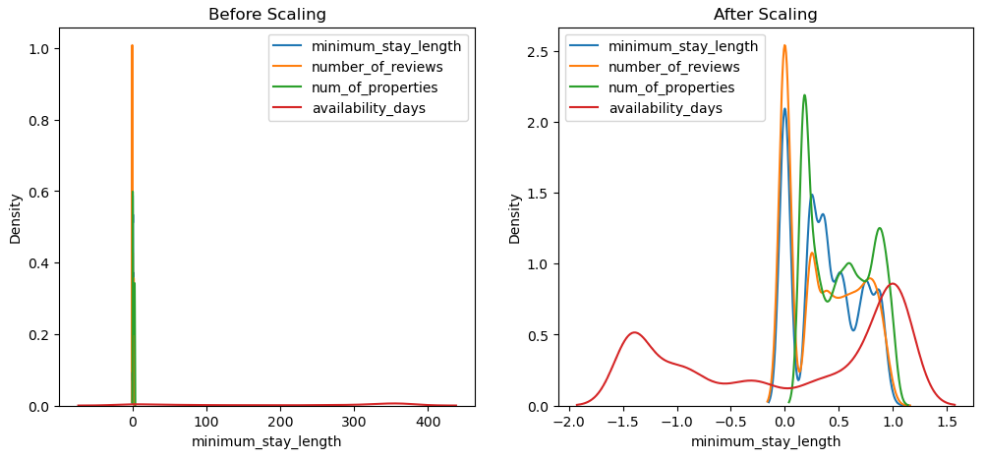 Before Scaling
Density
1.0
0.8
0.6
0.4
0.2
0.0
minimum_stay_length
number_of_reviews
num_of_properties
availability_days
0
100
200
300
400
minimum_stay_length
After Scaling
Density
2.5
2.0
1.5
1.0
0.5
0.0
minimum_stay_length
number_of_reviews
num_of_properties
availability_days
−2.0
−1.5
−1.0
−0.5
0.0
0.5
1.0
1.5
minimum_stay_length